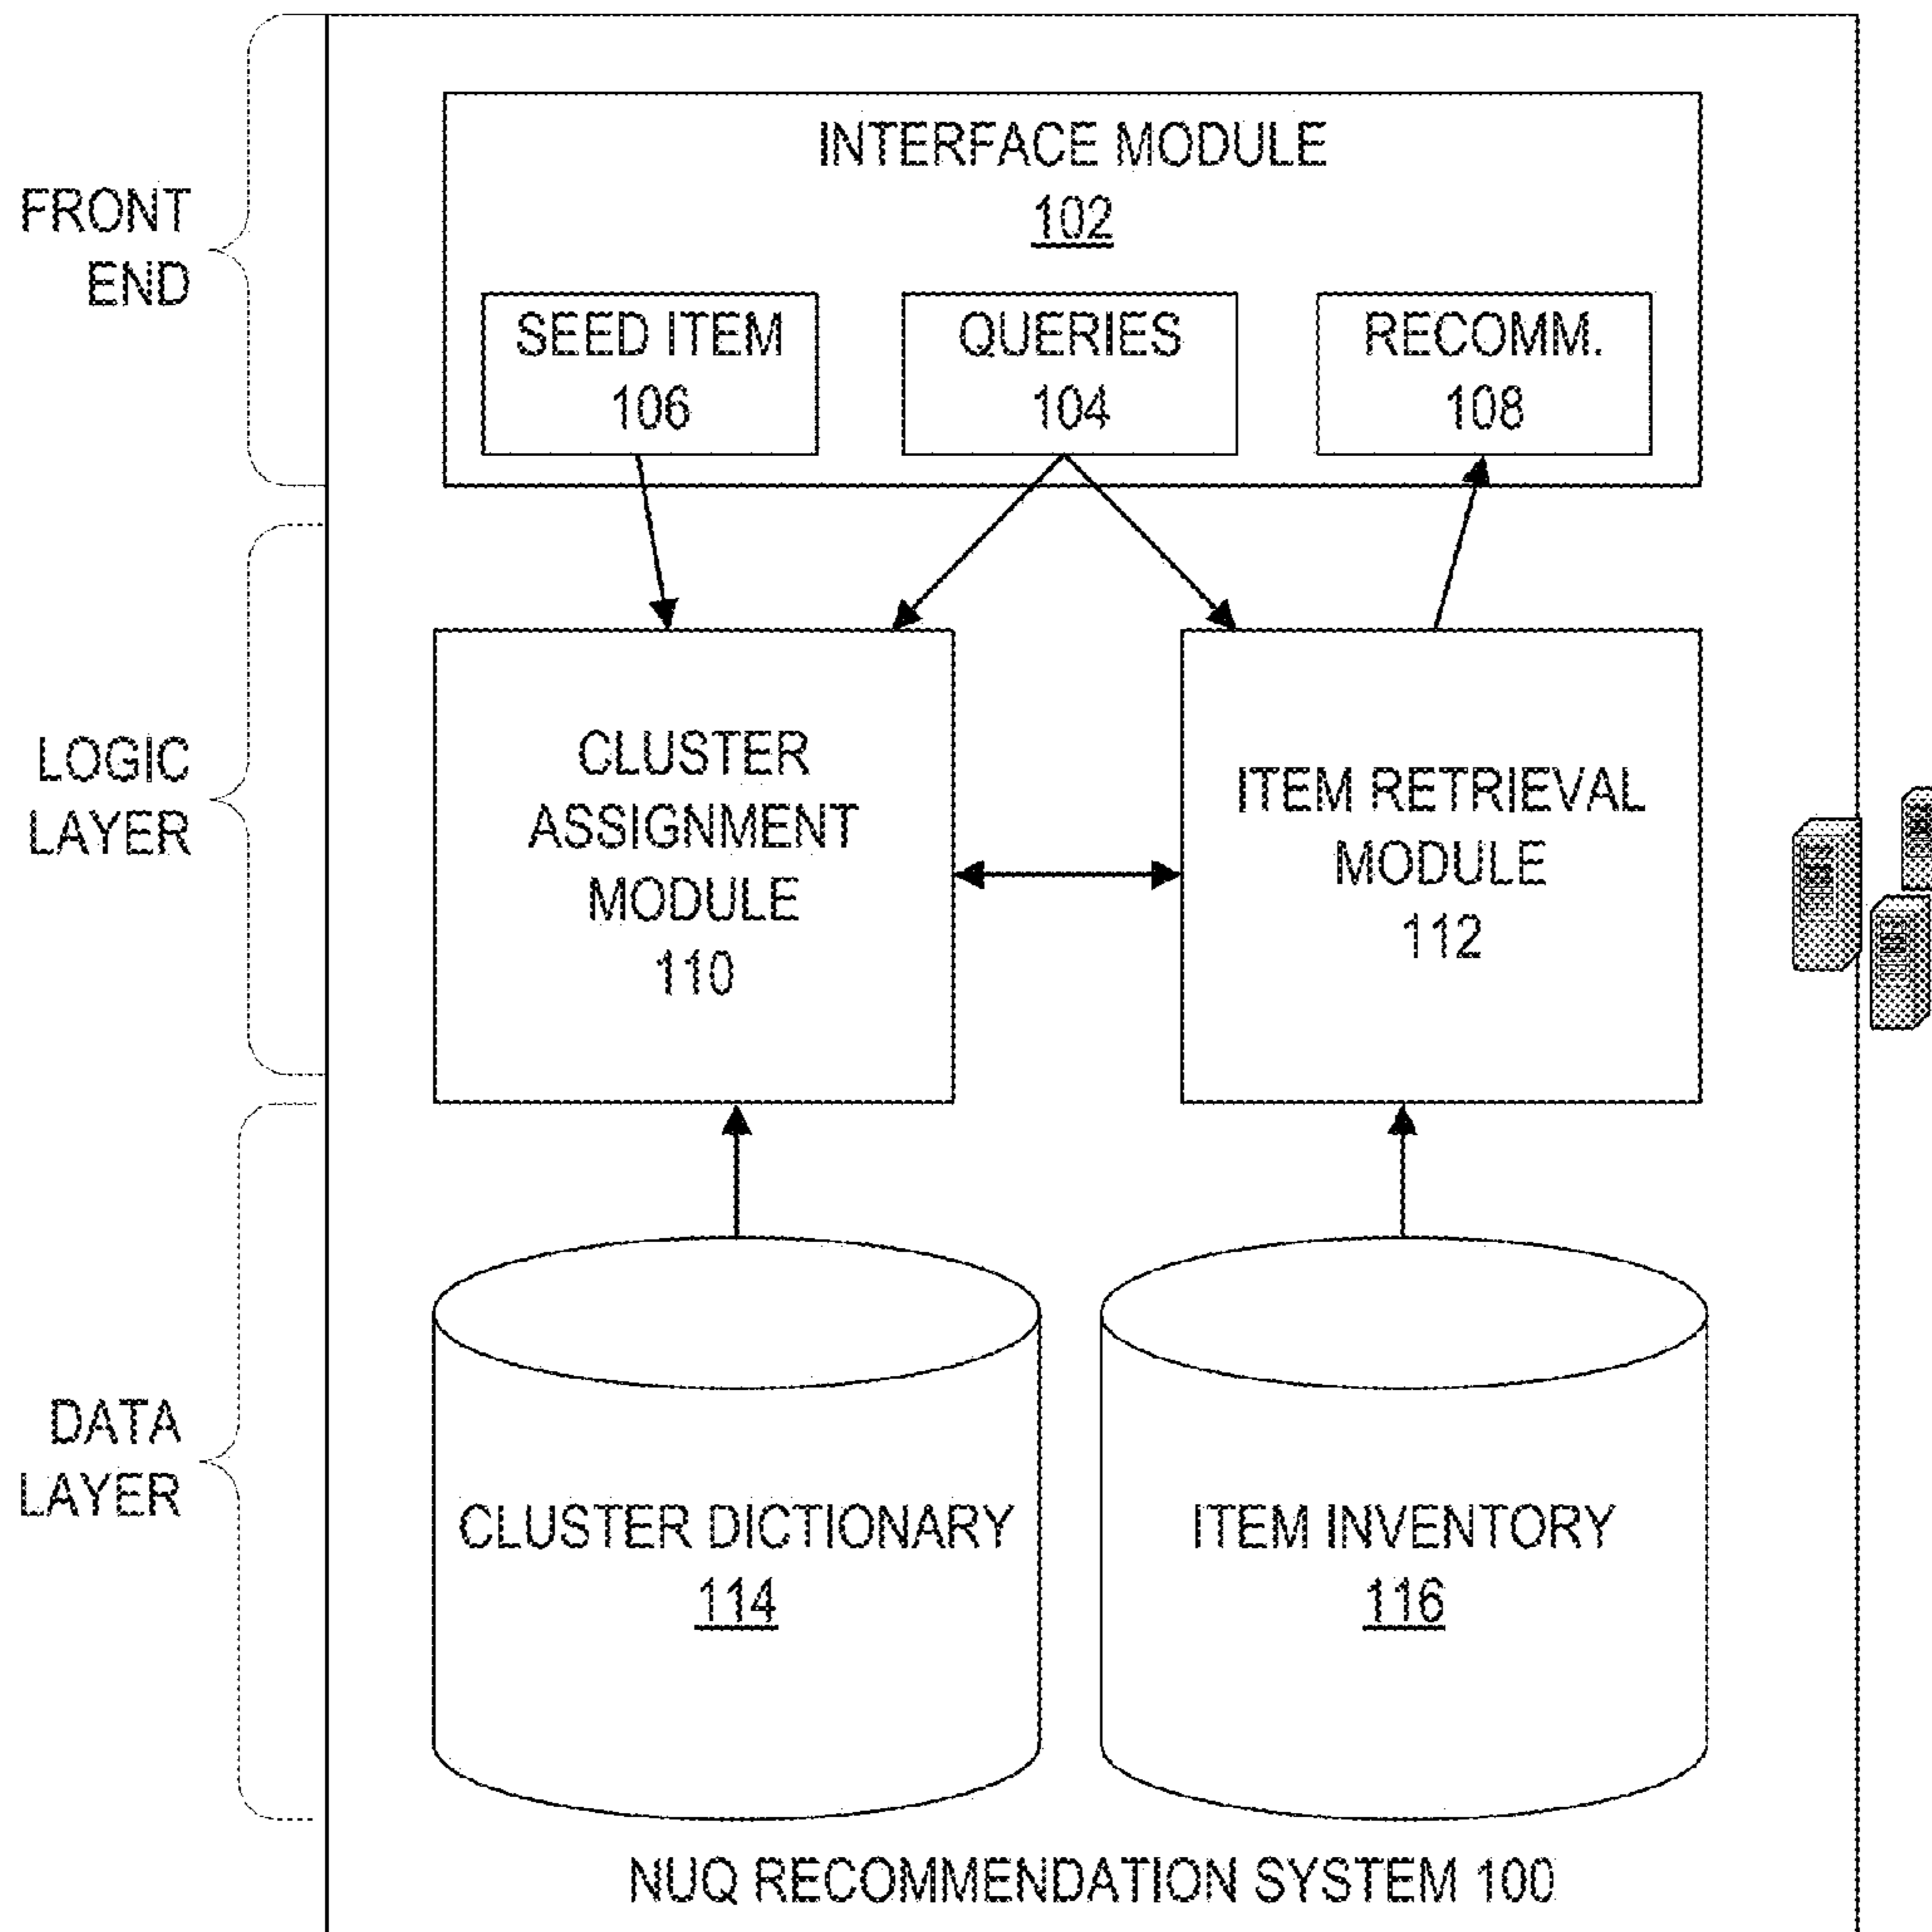 INTERFACE MODULE
102
FRONT
END
SEED ITEM
106
QUERIES
104
RECOMM.
108
LOGIC
LAYER
CLUSTER
ASSIGNMENT
MODULE
110
ITEM RETRIEVAL
MODULE
112
DATA
LAYER
CLUSTER DICTIONARY
114
ITEM INVENTORY
116
NUQ RECOMMENDATION SYSTEM 100